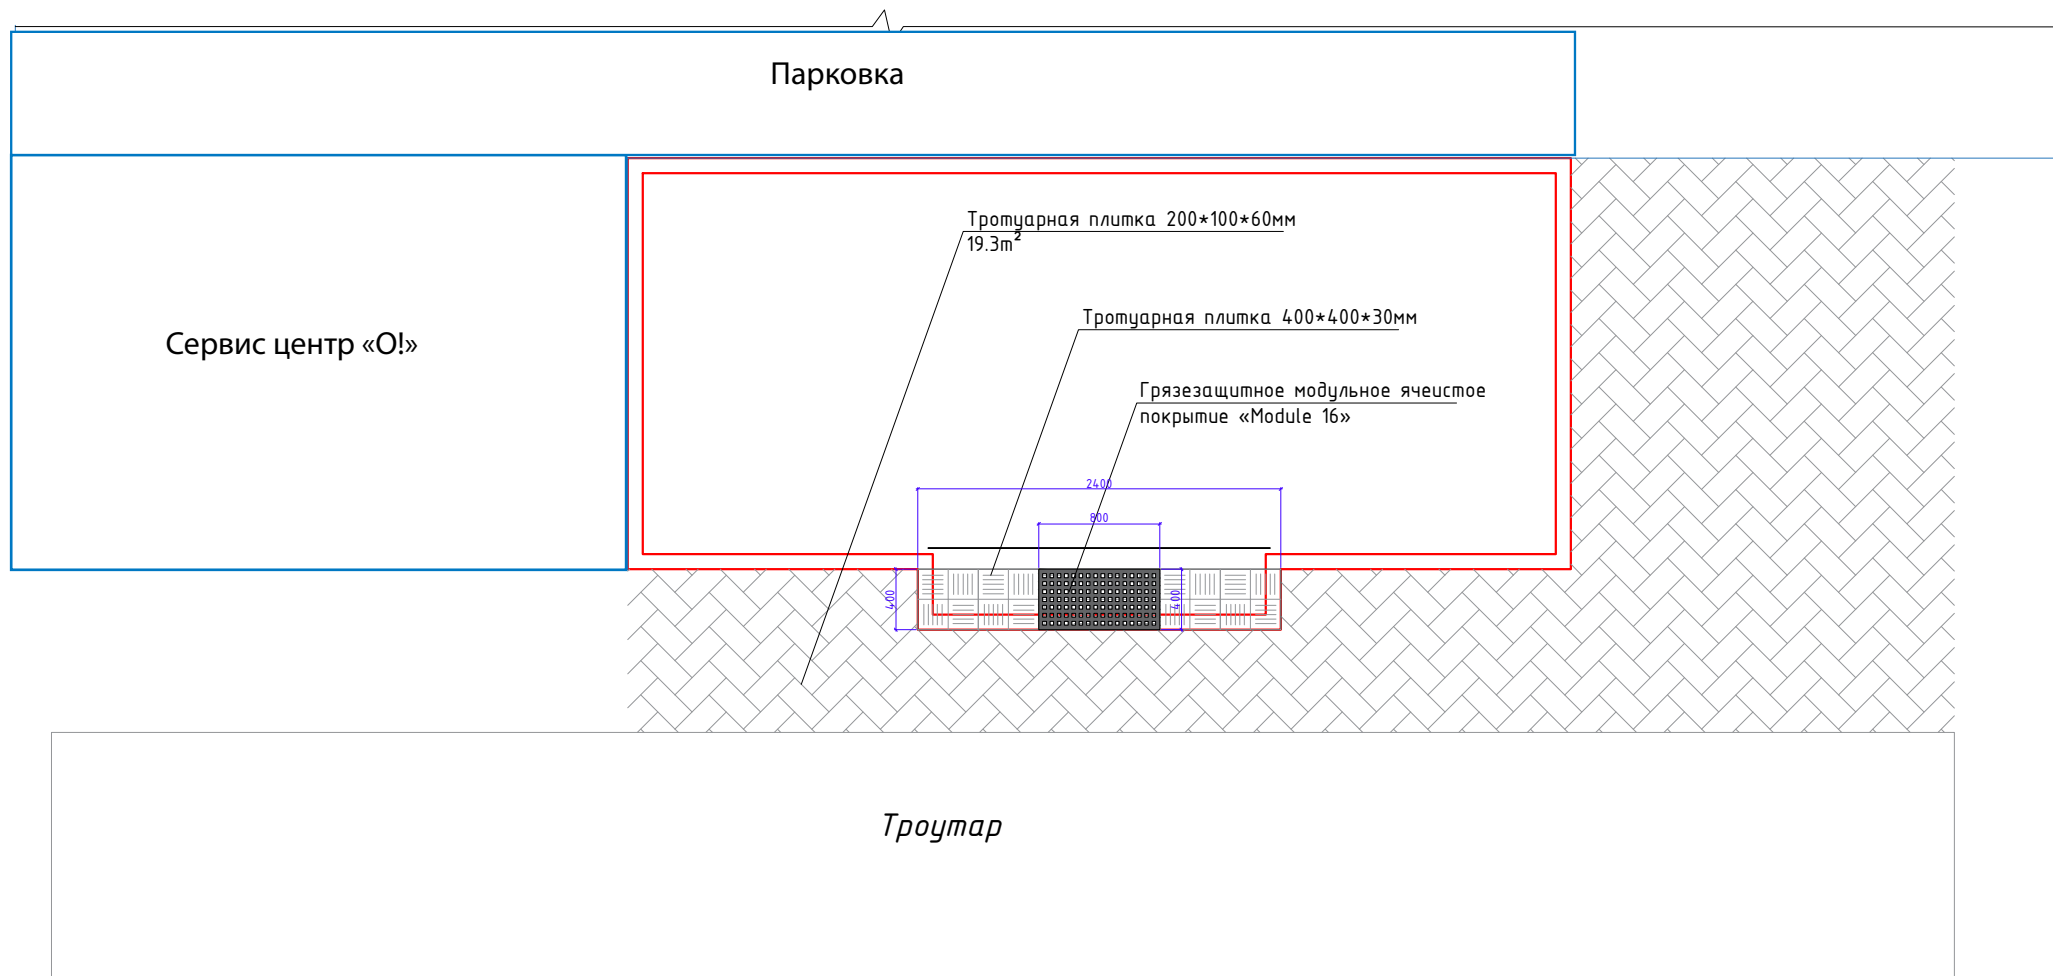 Парковка
Тротуарная плитка 200*100*60мм
19.3m²
Тротуарная плитка 400*400*30мм
Сервис центр «О!»
Грязезащитное модульное ячеистое
покрытие «Module 16»
2400
800
400
400
Троутар